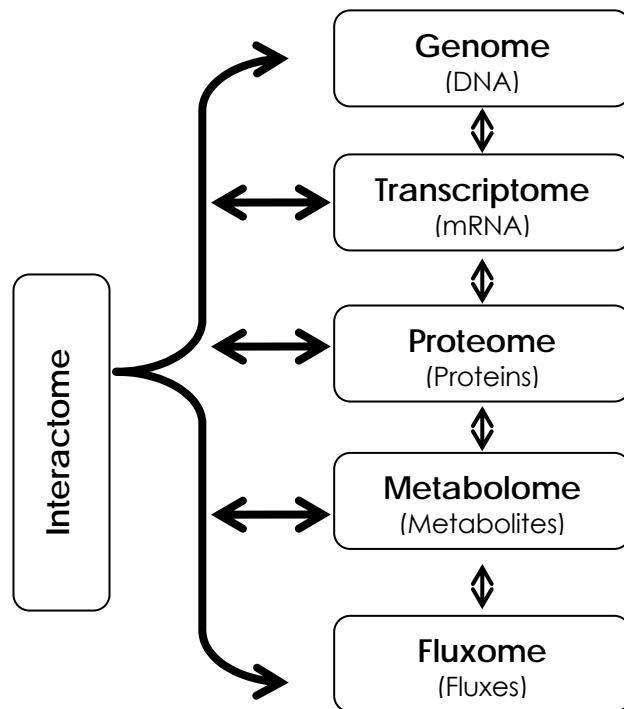 Genome
(DNA)
Transcriptome
(mRNA)
Proteome
(Proteins)
Metabolome
(Metabolites)
Fluxome
(Fluxes)
Interactome